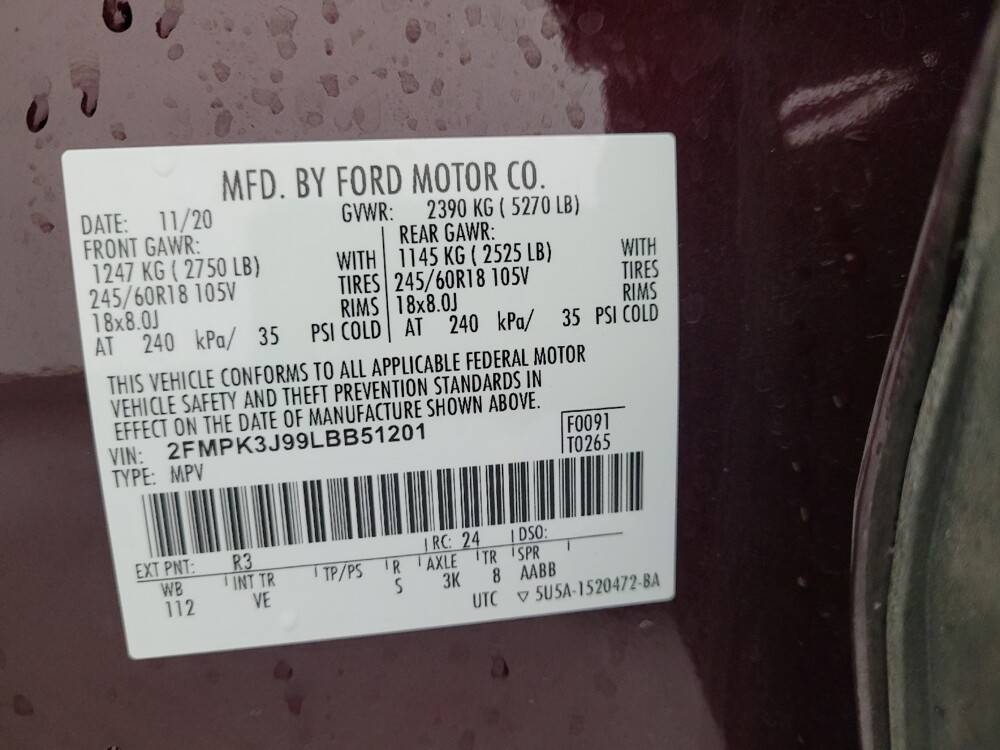 MFD. BY FORD MOTOR CO.
DATE: 11/20 GVWR: 2390 KG ( 5270 LB)
FRONT GAWR: REAR GAWR:
1247 KG ( 2750 LB) WITH 1145 KG ( 2525 LB) WITH
245/60R18 105V TIRES 245/60R18 105V TIRES
18x8.0J RIMS 18x8.0J RIMS
AT 240 kPa/ 35 PSI COLD AT 240 kPa/ 35 PSI COLD
THIS VEHICLE CONFORMS TO ALL APPLICABLE FEDERAL MOTOR
VEHICLE SAFETY AND THEFT PREVENTION STANDARDS IN
EFFECT ON THE DATE OF MANUFACTURE SHOWN ABOVE.
VIN: 2FMPK3J99LBB51201 F0091
TYPE: MPV T0265
EXT PNT: R3 RC: 24 DSO:
WB INT TR TP/PS R AXLE TR SPR
112 VE S 3K 8 AABB
UTC ▽ 5U5A-1520472-BA